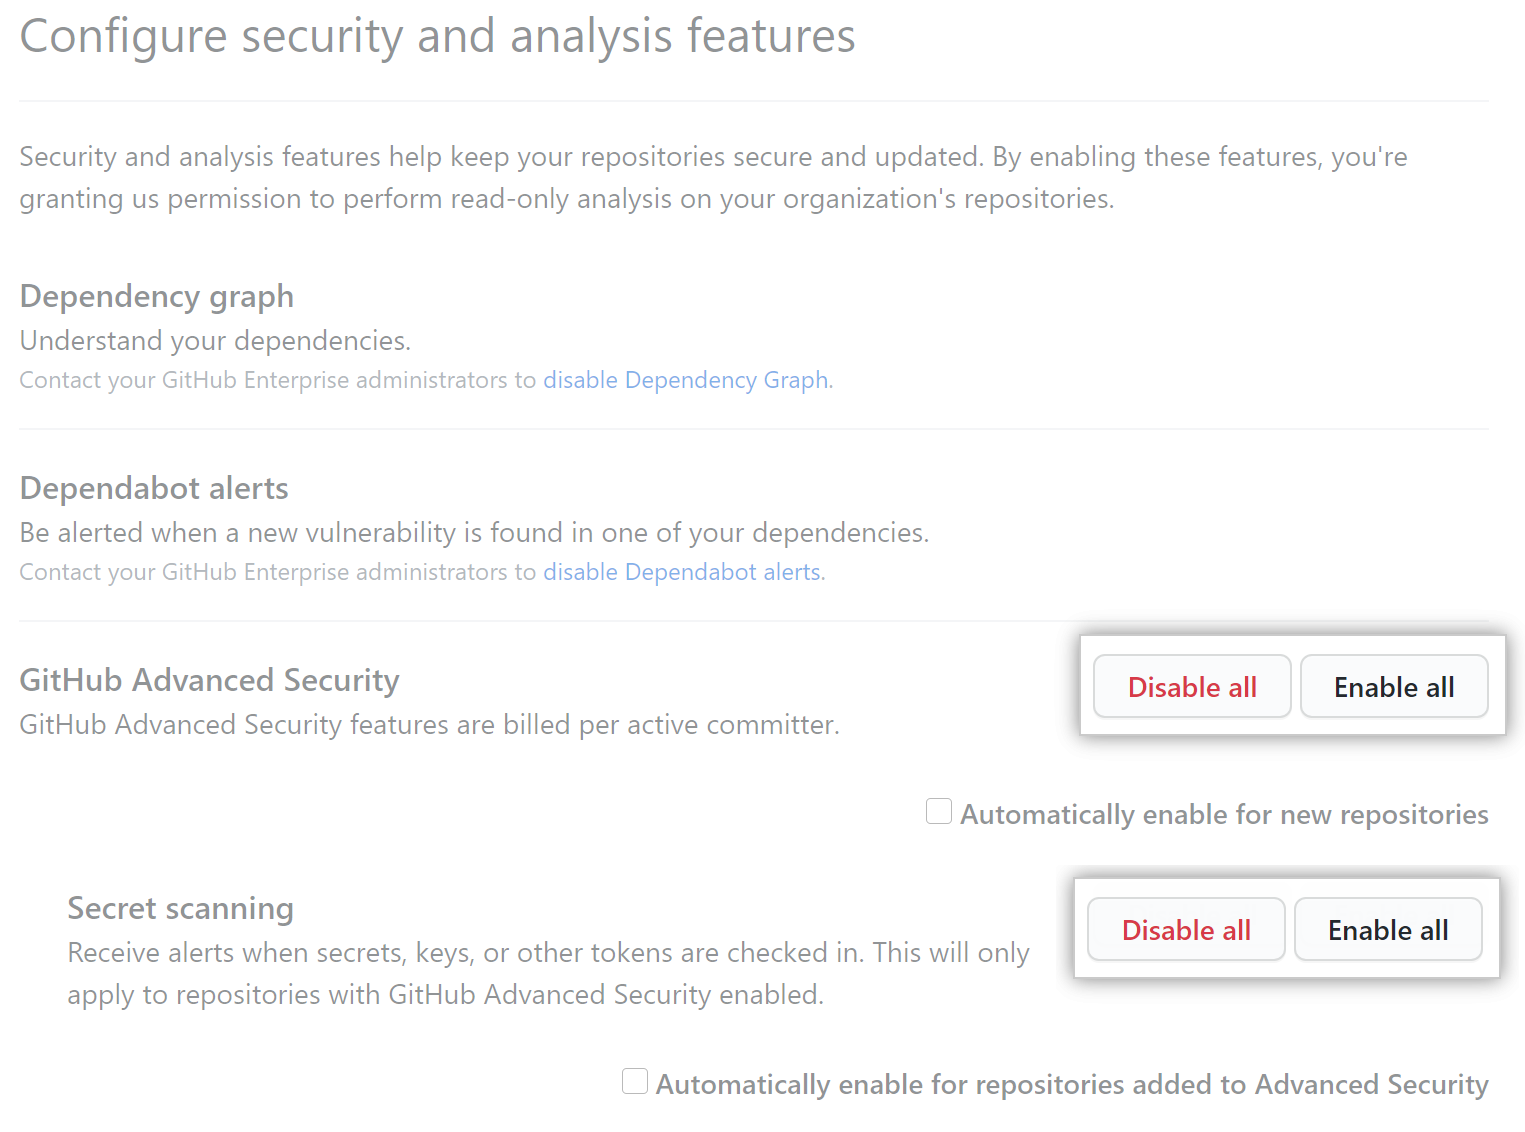 Configure security and analysis features
Security and analysis features help keep your repositories secure and updated. By enabling these features, you're
granting us permission to perform read-only analysis on your organization's repositories.
Dependency graph
Understand your dependencies.
Contact your GitHub Enterprise administrators to disable Dependency Graph.
Dependabot alerts
Be alerted when a new vulnerability is found in one of your dependencies.
Contact your GitHub Enterprise administrators to disable Dependabot alerts.
GitHub Advanced Security
Disable all Enable all
GitHub Advanced Security features are billed per active committer.
Automatically enable for new repositories
Secret scanning
Disable all Enable all
Receive alerts when secrets, keys, or other tokens are checked in. This will only
apply to repositories with GitHub Advanced Security enabled.
Automatically enable for repositories added to Advanced Security